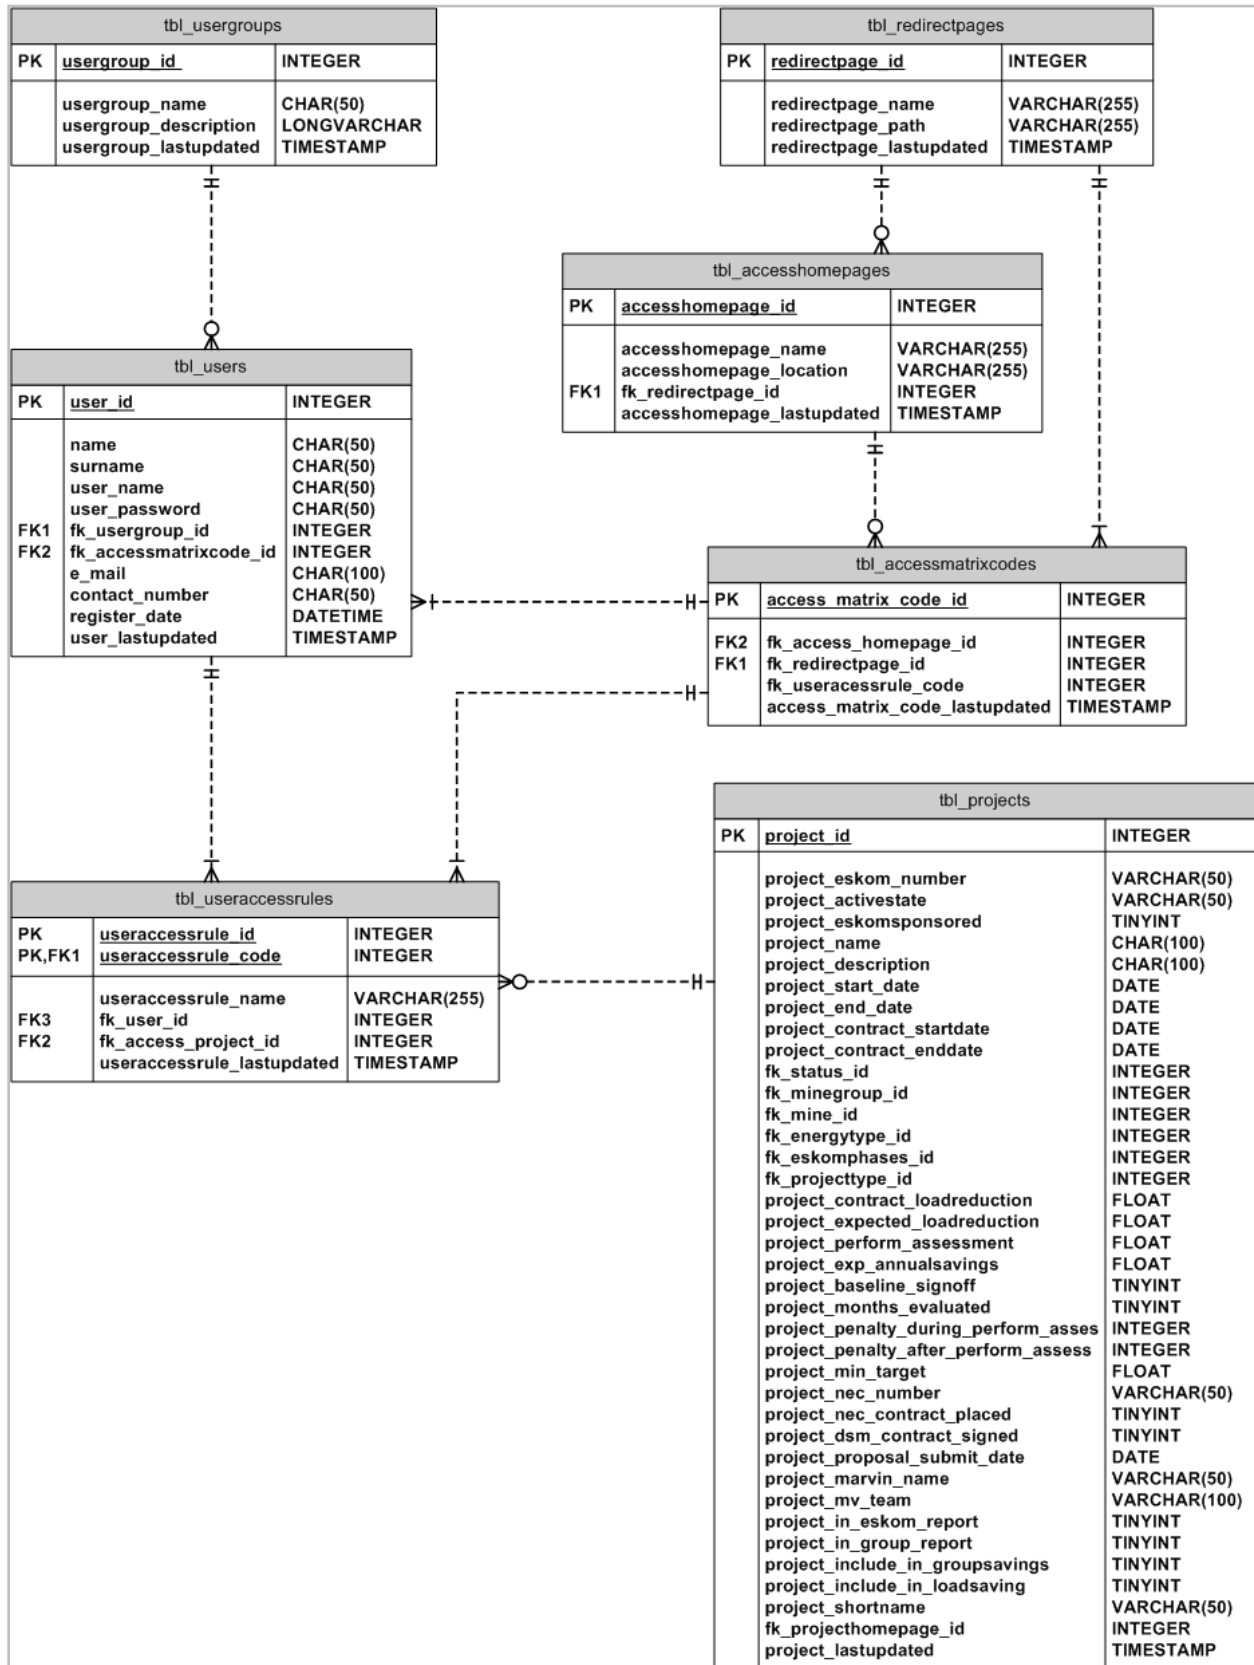 tbl_usergroups
PK usergroup_id INTEGER
usergroup_name CHAR(50)
usergroup_description LONGVARCHAR
usergroup_lastupdated TIMESTAMP
tbl_redirectpages
PK redirectpage_id INTEGER
redirectpage_name VARCHAR(255)
redirectpage_path VARCHAR(255)
redirectpage_lastupdated TIMESTAMP
tbl_accesshomepages
PK accesshomepage_id INTEGER
accesshomepage_name VARCHAR(255)
accesshomepage_location VARCHAR(255)
FK1 fk_redirectpage_id INTEGER
accesshomepage_lastupdated TIMESTAMP
tbl_users
PK user_id INTEGER
name CHAR(50)
surname CHAR(50)
user_name CHAR(50)
user_password CHAR(50)
FK1 fk_usergroup_id INTEGER
FK2 fk_accessmatrixcode_id INTEGER
e_mail CHAR(100)
contact_number CHAR(50)
register_date DATETIME
user_lastupdated TIMESTAMP
tbl_accessmatrixcodes
PK access_matrix_code_id INTEGER
FK2 fk_access_homepage_id INTEGER
FK1 fk_redirectpage_id INTEGER
fk_useracessrule_code INTEGER
access_matrix_code_lastupdated TIMESTAMP
tbl_useraccessrules
PK useraccessrule_id INTEGER
PK,FK1 useraccessrule_code INTEGER
useraccessrule_name VARCHAR(255)
FK3 fk_user_id INTEGER
FK2 fk_access_project_id INTEGER
useraccessrule_lastupdated TIMESTAMP
tbl_projects
PK project_id INTEGER
project_eskom_number VARCHAR(50)
project_activestate VARCHAR(50)
project_eskomsponsored TINYINT
project_name CHAR(100)
project_description CHAR(100)
project_start_date DATE
project_end_date DATE
project_contract_startdate DATE
project_contract_enddate DATE
fk_status_id INTEGER
fk_minegroup_id INTEGER
fk_mine_id INTEGER
fk_energytype_id INTEGER
fk_eskomphases_id INTEGER
fk_projecttype_id INTEGER
project_contract_loadreduction FLOAT
project_expected_loadreduction FLOAT
project_perform_assessment FLOAT
project_exp_annualsavings FLOAT
project_baseline_signoff TINYINT
project_months_evaluated TINYINT
project_penalty_during_perform_asses INTEGER
project_penalty_after_perform_assess INTEGER
project_min_target FLOAT
project_nec_number VARCHAR(50)
project_nec_contract_placed TINYINT
project_dsm_contract_signed TINYINT
project_proposal_submit_date DATE
project_marvin_name VARCHAR(50)
project_mv_team VARCHAR(100)
project_in_eskom_report TINYINT
project_in_group_report TINYINT
project_include_in_groupsavings TINYINT
project_include_in_loadsaving TINYINT
project_shortname VARCHAR(50)
fk_projecthomepage_id INTEGER
project_lastupdated TIMESTAMP